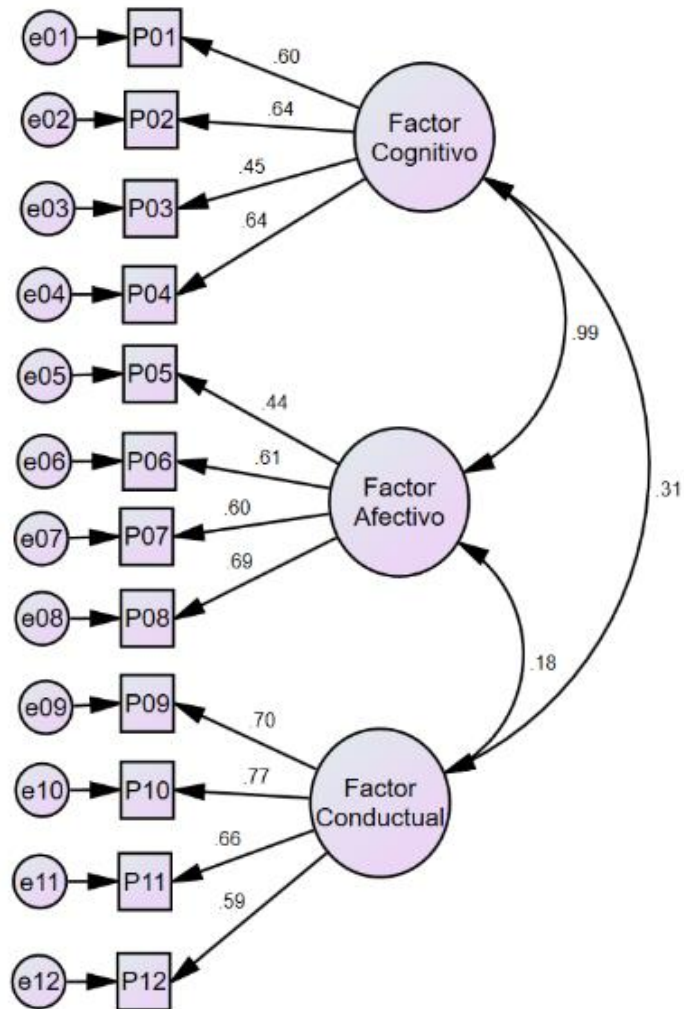 e01 P01
.60
e02 P02
.64
Factor
Cognitivo
e03 P03
.45
e04 P04
.64
.99
e05 P05
.44
e06 P06
.61
Factor
Afectivo
.31
e07 P07
.60
e08 P08
.69
.18
e09 P09
.70
e10 P10
.77
Factor
Conductual
e11 P11
.66
e12 P12
.59